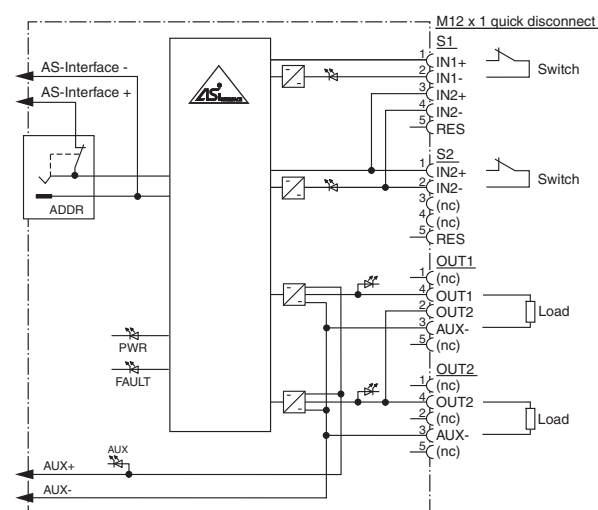 M12 x 1 quick disconnect
S1
AS-Interface -
AS-Interface +
ADDR
1 IN1+
2 IN1-
3 IN2+
4 IN2-
5 RES
Switch
S2
1 IN2+
2 IN2-
3 (nc)
4 (nc)
5 RES
Switch
OUT1
1 (nc)
4 OUT1
2 OUT2
3 AUX-
5 (nc)
Load
PWR
FAULT
OUT2
1 (nc)
4 OUT2
2 (nc)
3 AUX-
5 (nc)
Load
AUX
AUX+
AUX-